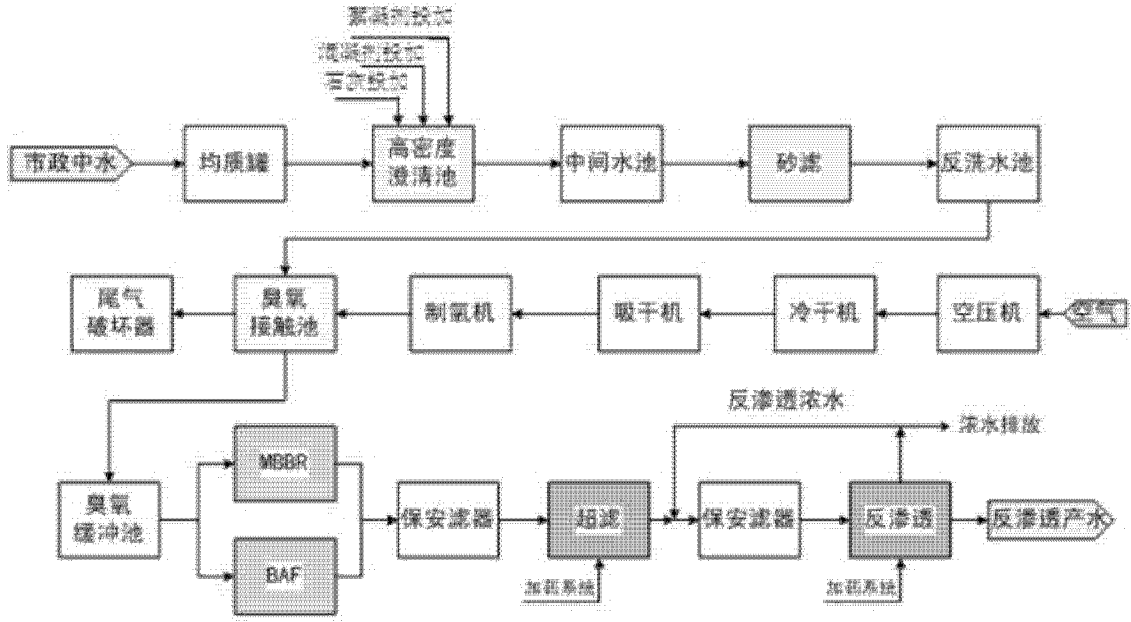 絮凝剂投加
混凝剂投加
石灰投加
市政中水
均质罐
高密度
澄清池
中间水池
砂滤
反洗水池
尾气
破坏器
臭氧
接触池
制氧机
吸干机
冷干机
空压机
空气
反渗透浓水
浓水排放
臭氧
缓冲池
MBBR
BAF
保安滤器
超滤
保安滤器
反渗透
反渗透产水
加药系统
加药系统